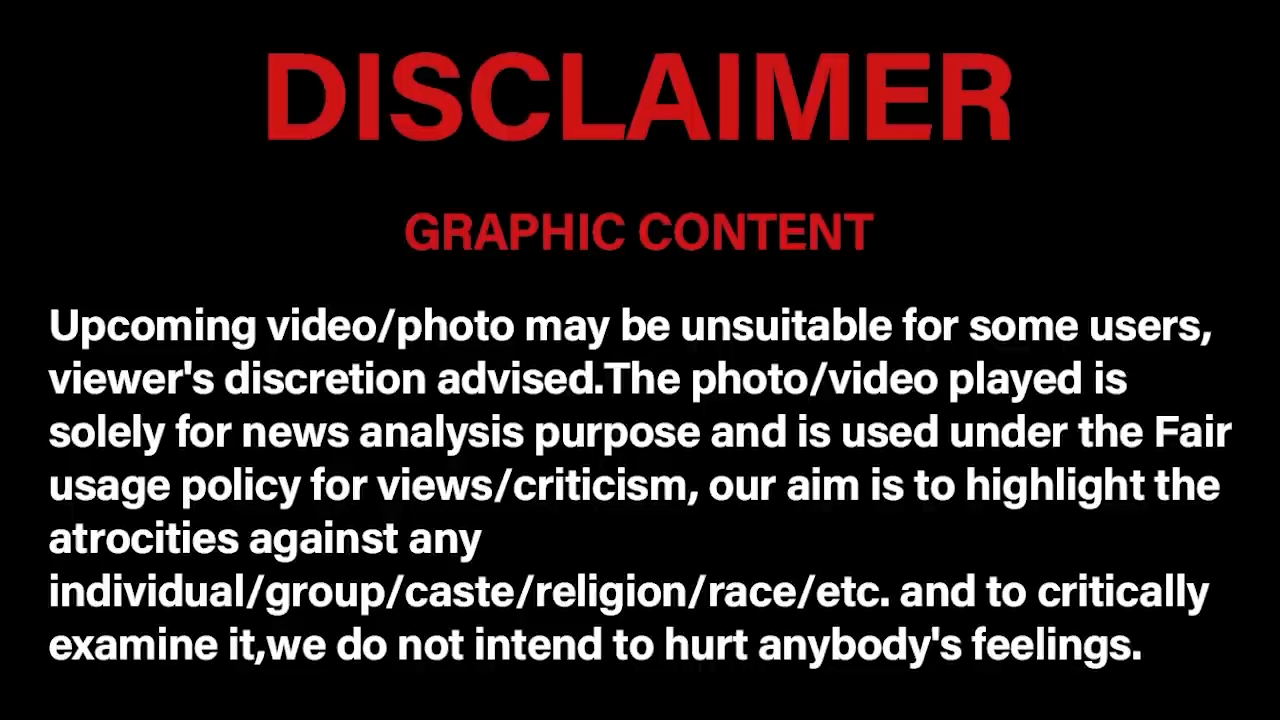 DISCLAIMER
GRAPHIC CONTENT
Upcoming video/photo may be unsuitable for some users,
viewer's discretion advised.The photo/video played is
solely for news analysis purpose and is used under the Fair
usage policy for views/criticism, our aim is to highlight the
atrocities against any
individual/group/caste/religion/race/etc. and to critically
examine it,we do not intend to hurt anybody's feelings.